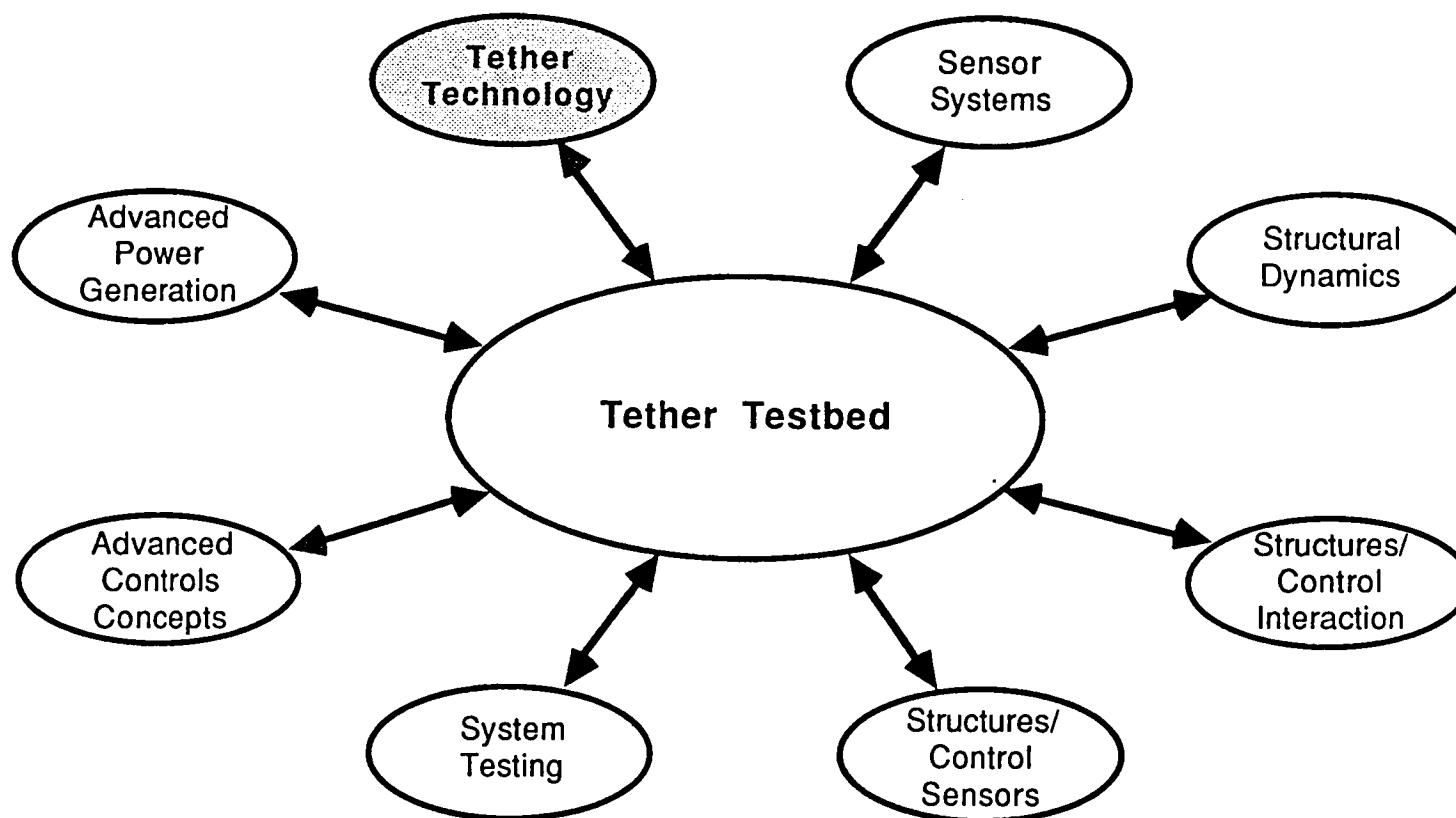 Tether
Technology
Sensor
Systems
Advanced
Power
Generation
Structural
Dynamics
Tether Testbed
Advanced
Controls
Concepts
Structures/
Control
Interaction
System
Testing
Structures/
Control
Sensors